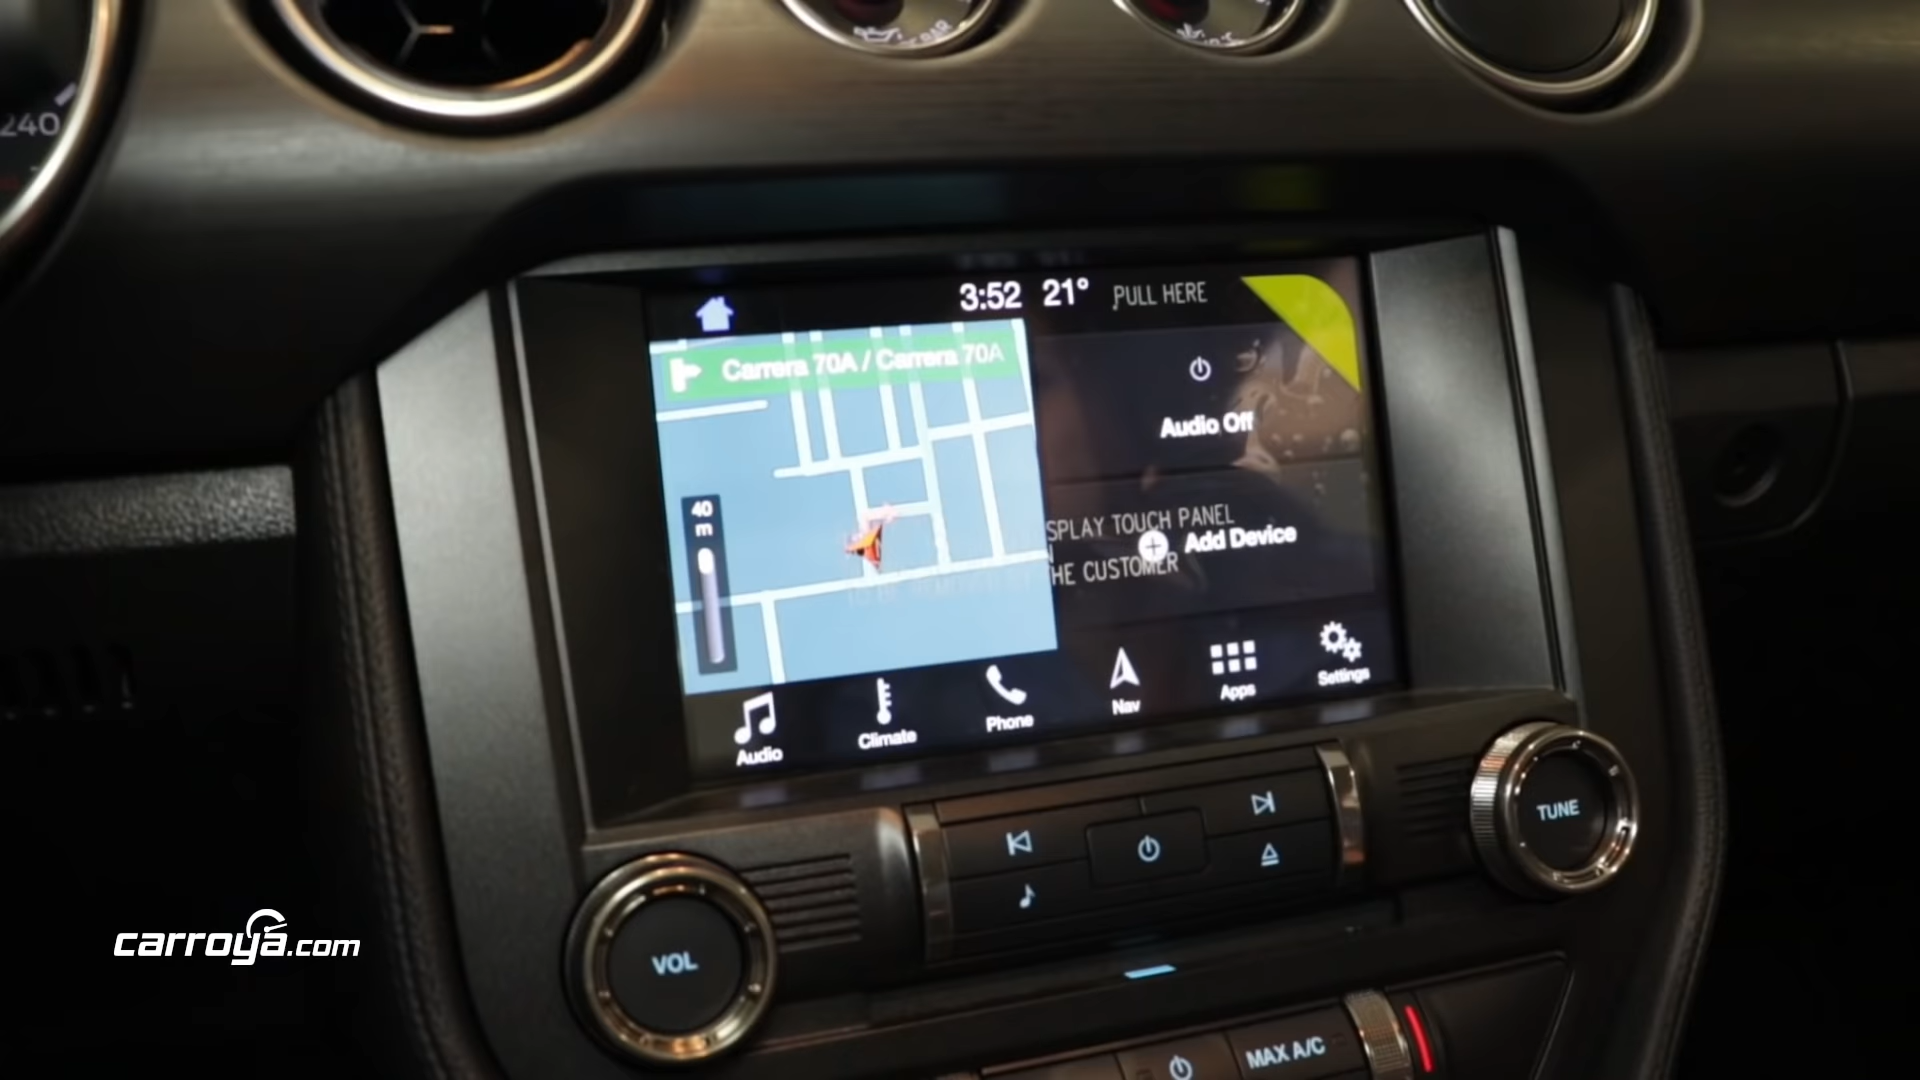 240
BAR
3:52 21° PULL HERE
Carrera 70A / Carrera 70A
Audio Off
40
m
SPLAY TOUCH PANEL
Add Device
HE CUSTOMER
Audio
Climate
Phone
Nav
Apps
Settings
TUNE
VOL
carroya.com
MAX A/C